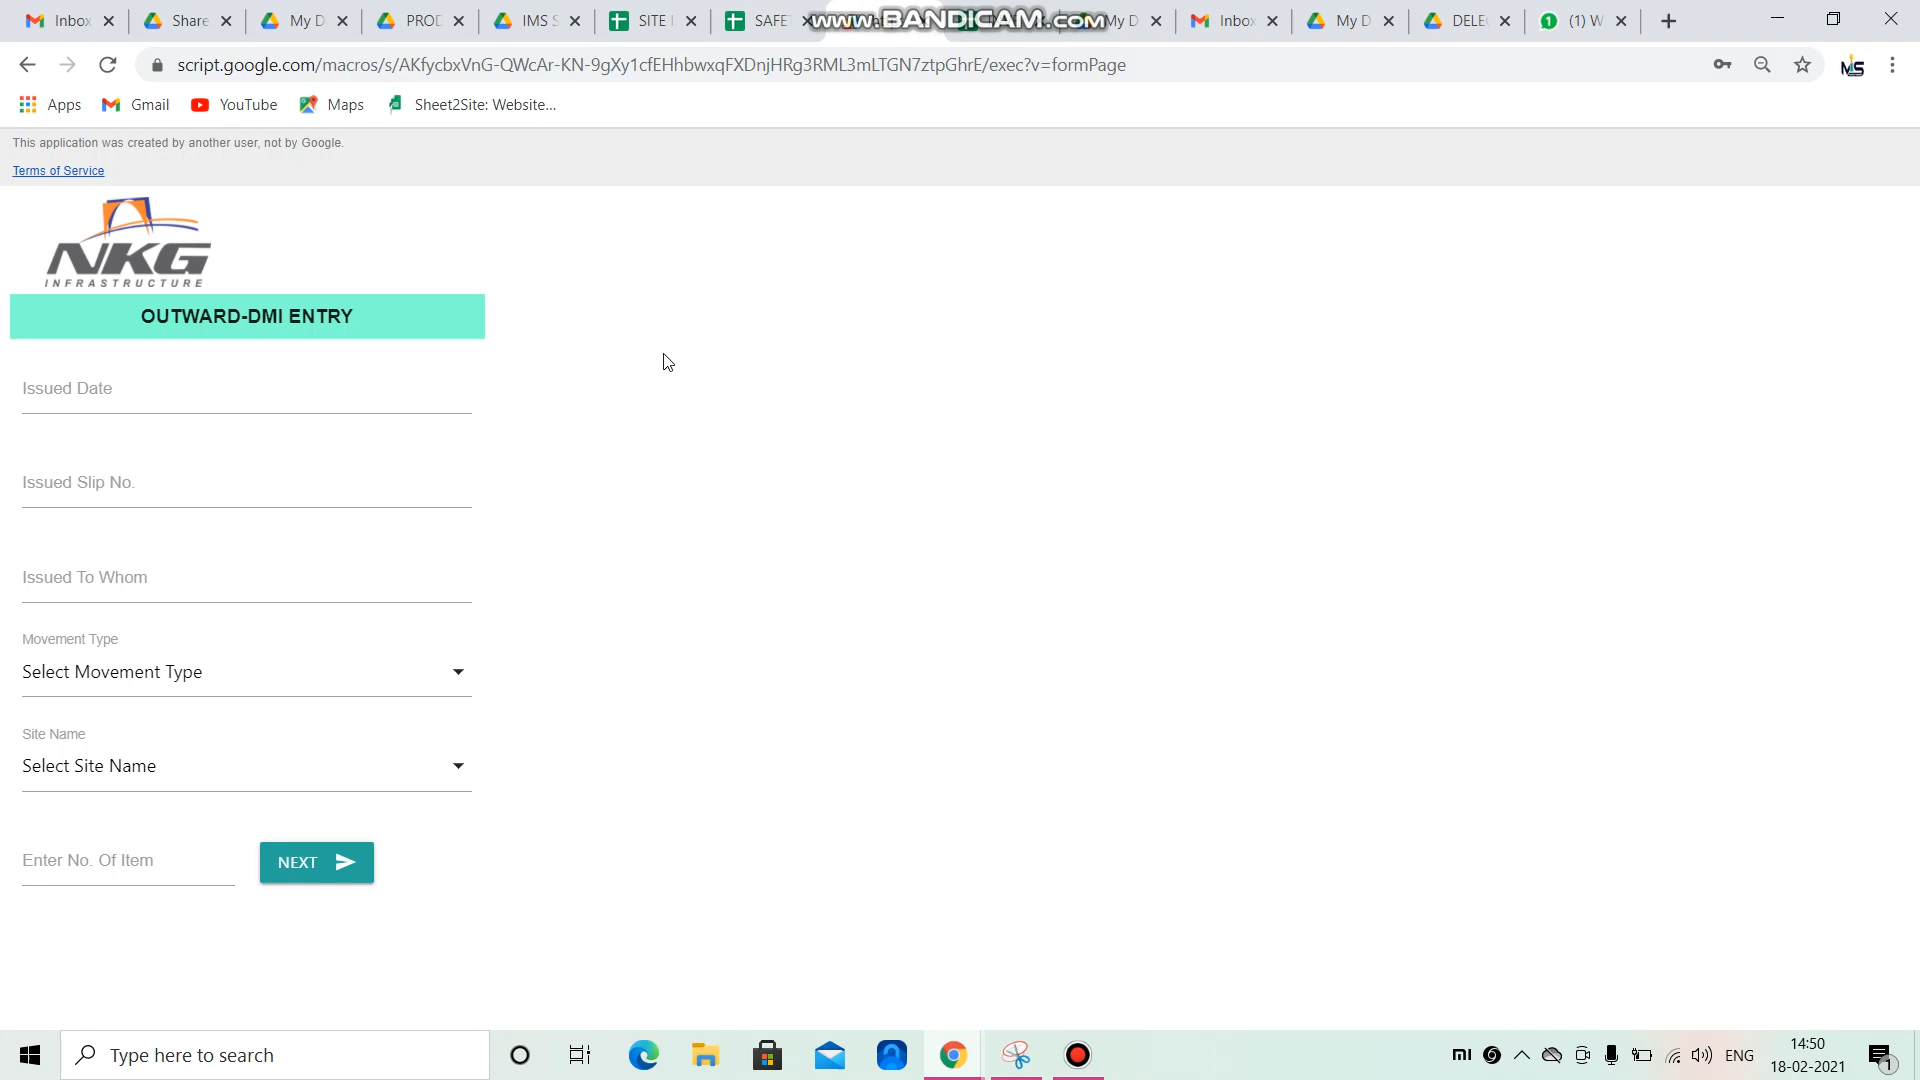 Inbox
Share
My D
PROD
IMS S
SITE I
SAFE
www.BANDICAM.com
My D
Inbox
My D
DELE
(1) W
script.google.com/macros/s/AKfycbxVnG-QWcAr-KN-9gXy1cfEHhbwxqFXDnjHRg3RML3mLTGN7ztpGhrE/exec?v=formPage
MIS
Apps
Gmail
YouTube
Maps
Sheet2Site: Website...
This application was created by another user, not by Google.
Terms of Service
NKG
INFRASTRUCTURE
OUTWARD-DMI ENTRY
Issued Date
Issued Slip No.
Issued To Whom
Movement Type
Select Movement Type
Site Name
Select Site Name
Enter No. Of Item
NEXT
Type here to search
ENG
14:50
18-02-2021
1